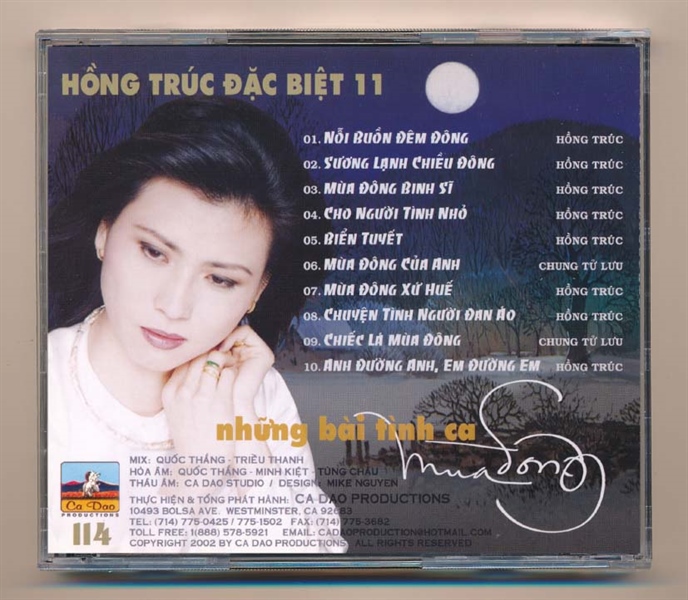 HỒNG TRÚC ĐẶC BIỆT 11
01. NỖI BUỒN ĐÊM ĐÔNG HỒNG TRÚC
02. SƯƠNG LẠNH CHIỀU ĐÔNG HỒNG TRÚC
03. MÙA ĐÔNG BINH SĨ HỒNG TRÚC
04. CHO NGƯỜI TÌNH NHỎ HỒNG TRÚC
05. BIỂN TUYẾT HỒNG TRÚC
06. MÙA ĐÔNG CỦA ANH CHUNG TỬ LƯU
07. MÙA ĐÔNG XỨ HUẾ HỒNG TRÚC
08. CHUYỆN TÌNH NGƯỜI ĐAN ÁO HỒNG TRÚC
09. CHIẾC LÁ MÙA ĐÔNG CHUNG TỬ LƯU
10. ANH ĐƯỜNG ANH, EM ĐƯỜNG EM HỒNG TRÚC
những bài tình ca
mùa đông
MIX: QUỐC THẮNG - TRIỀU THANH
HÒA ÂM: QUỐC THẮNG - MINH KIỆT - TÙNG CHÂU
THÂU ÂM: CA DAO STUDIO / DESIGN: MIKE NGUYEN
THỰC HIỆN & TỔNG PHÁT HÀNH: CA DAO PRODUCTIONS
10493 BOLSA AVE. WESTMINSTER, CA 92683
TEL: (714) 775-0425 / 775-1502 FAX: (714) 775-3682
TOLL FREE: 1(888) 578-5921 EMAIL: CADAOPRODUCTION@HOTMAIL.COM
COPYRIGHT 2002 BY CA DAO PRODUCTIONS, ALL RIGHTS RESERVED
Ca Dao
PRODUCTIONS
114